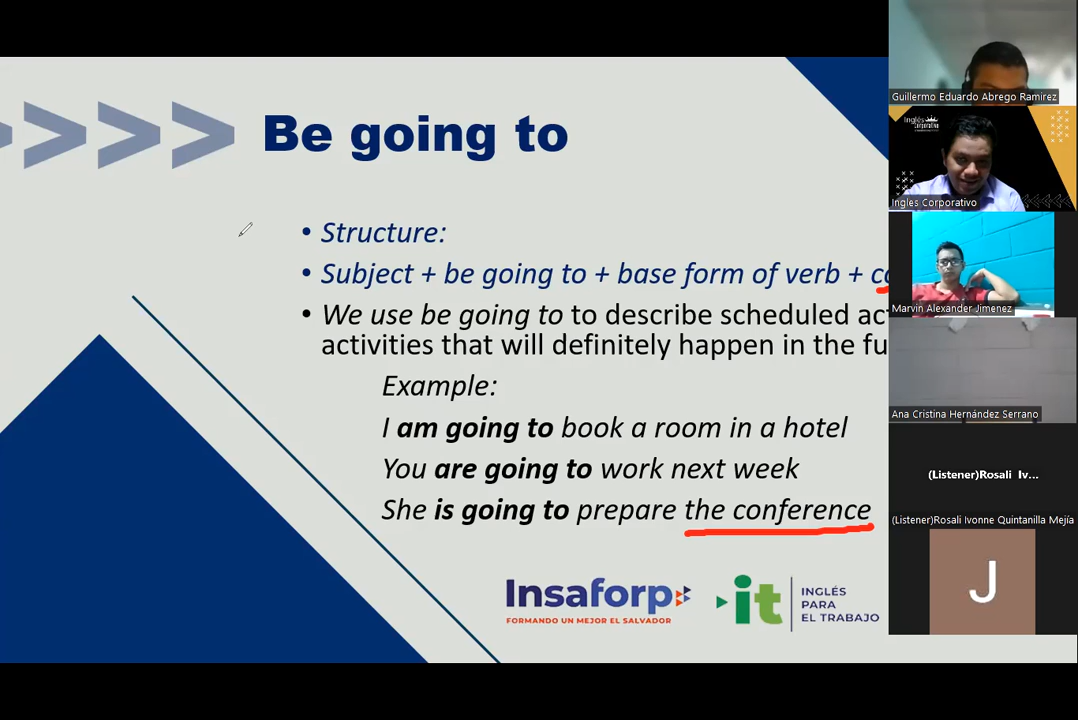 Be going to
• Structure:
• Subject + be going to + base form of verb +
• We use be going to to describe scheduled
activities that will definitely happen in the
Example:
I am going to book a room in a hotel
You are going to work next week
She is going to prepare the conference
Insaforp
FORMANDO UN MEJOR EL SALVADOR
it
INGLÉS
PARA
EL TRABAJO
Guillermo Eduardo Abrego Ramirez
Inglés
Corporativo
Ingles Corporativo
Marvin Alexander Jimenez
Ana Cristina Hernández Serrano
(Listener)Rosali Iv...
(Listener)Rosali Ivonne Quintanilla Mejía
J